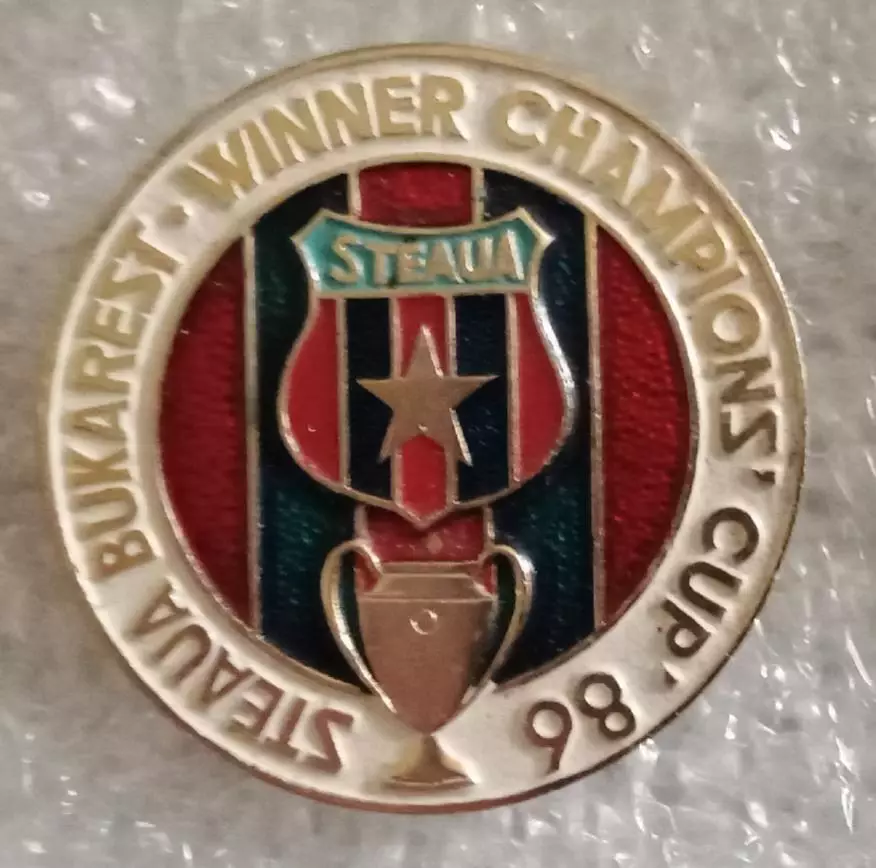 STEAUA BUKAREST · WINNER CHAMPIONS' CUP '86
STEAUA